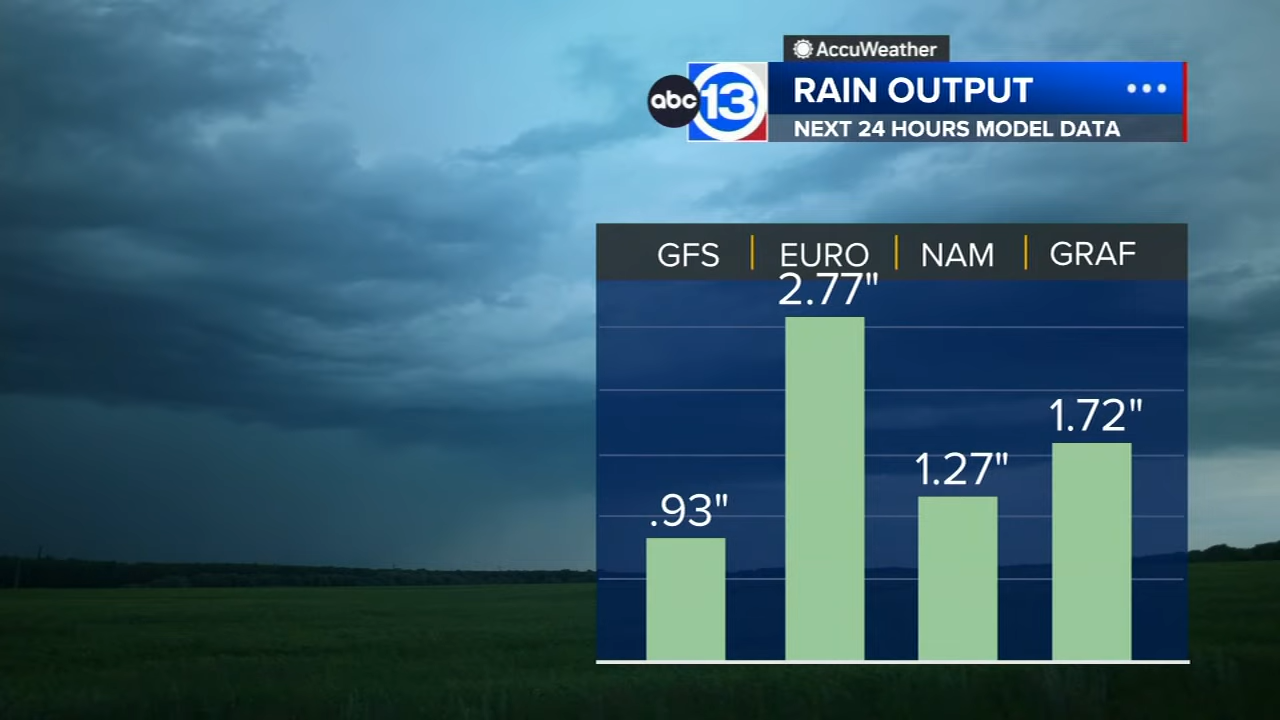 AccuWeather
abc 13
RAIN OUTPUT
NEXT 24 HOURS MODEL DATA
GFS | EURO | NAM | GRAF
.93" 2.77" 1.27" 1.72"